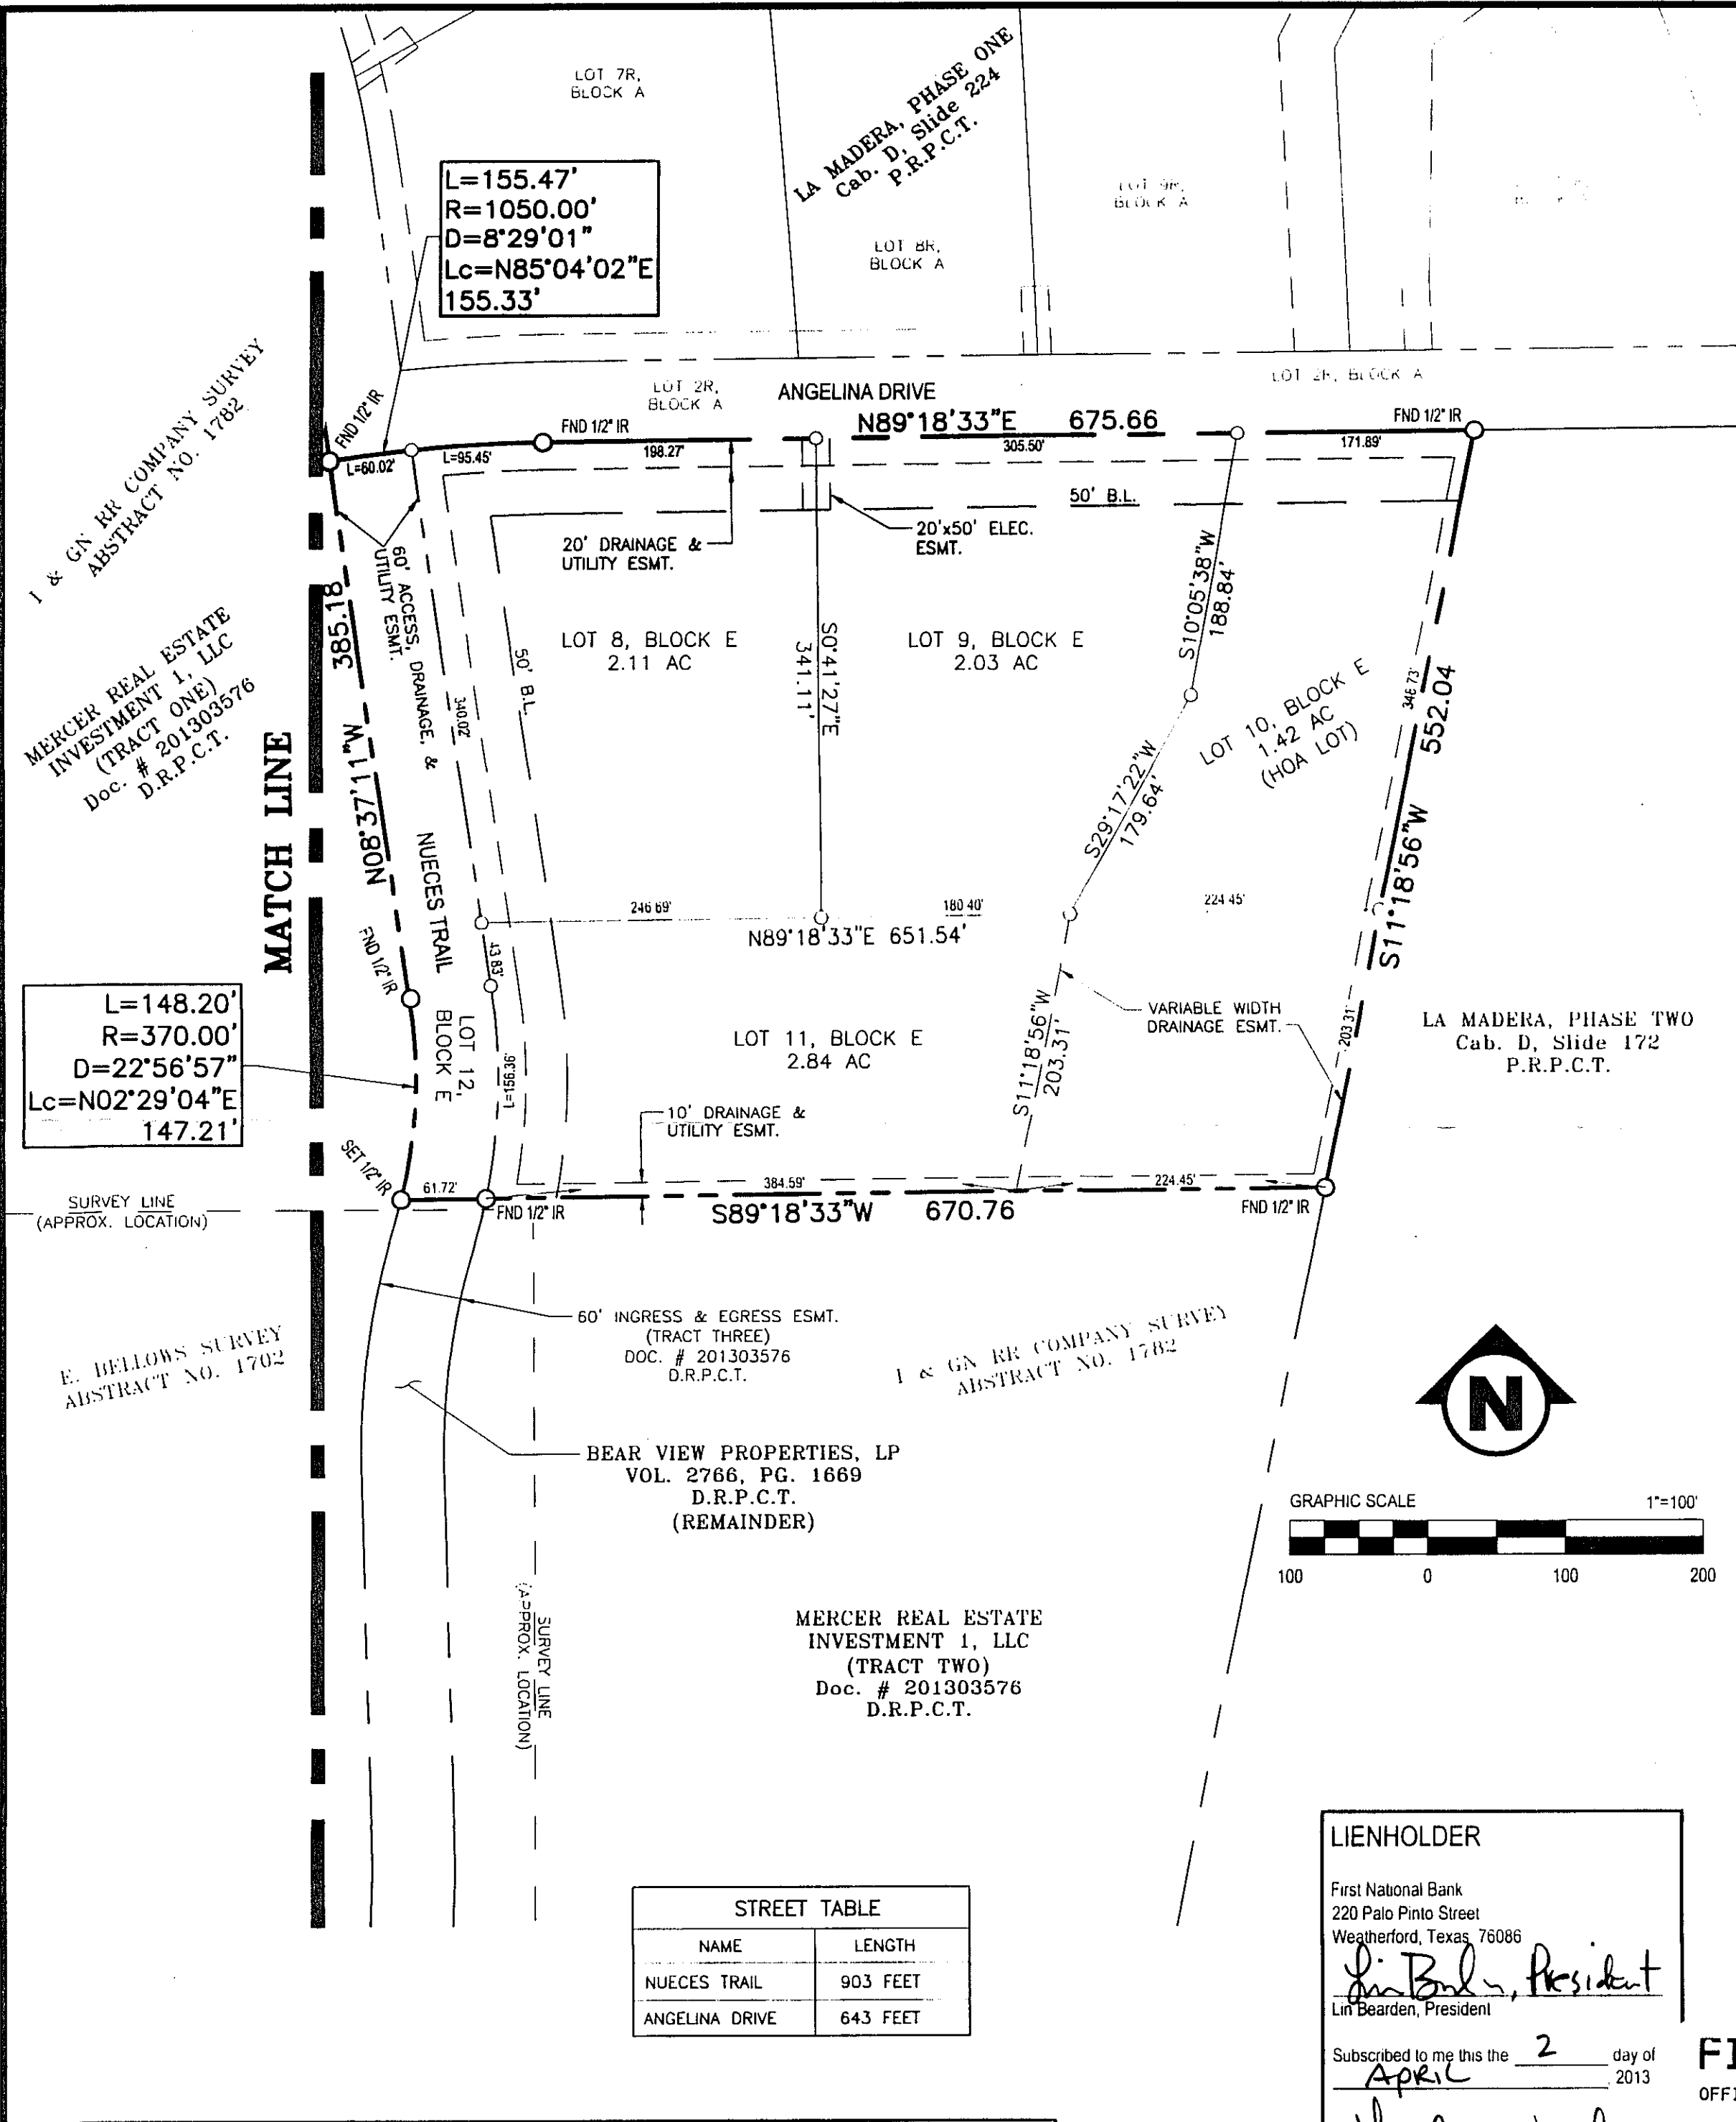 LOT 7R,
BLOCK A
LA MADERA, PHASE ONE
Cab. D, Slide 224
P.R.P.C.T.
L=155.47'
R=1050.00'
D=8°29'01"
Lc=N85°04'02"E
155.33'
LOT 9R,
BLOCK A
LOT 8R,
BLOCK A
I & GN RR COMPANY SURVEY
ABSTRACT NO. 1782
LOT 2R,
BLOCK A
ANGELINA DRIVE
LOT 2R, BLOCK A
N89°18'33"E 675.66
FND 1/2" IR
FND 1/2" IR
FND 1/2" IR
L=60.02'
L=95.45'
198.27'
305.50'
171.89'
50' B.L.
20'x50' ELEC.
ESMT.
20' DRAINAGE &
UTILITY ESMT.
60' ACCESS, DRAINAGE, &
UTILITY ESMT.
385.18
N08°37'11"W
340.02'
50' B.L.
LOT 8, BLOCK E
2.11 AC
S0°41'27"E
341.11'
LOT 9, BLOCK E
2.03 AC
S10°05'38"W
188.84'
LOT 10, BLOCK E
1.42 AC
(HOA LOT)
348.73'
552.04
S11°18'56"W
MERCER REAL ESTATE
INVESTMENT 1, LLC
(TRACT ONE)
Doc. # 201303576
D.R.P.C.T.
MATCH LINE
NUECES TRAIL
S29°17'22"W
179.64'
246.69'
180.40'
224.45'
N89°18'33"E 651.54'
FND 1/2" IR
43.83'
L=148.20'
R=370.00'
D=22°56'57"
Lc=N02°29'04"E
147.21'
LOT 12,
BLOCK E
L=156.36'
LOT 11, BLOCK E
2.84 AC
S11°18'56"W
203.31'
VARIABLE WIDTH
DRAINAGE ESMT.
203.31'
LA MADERA, PHASE TWO
Cab. D, Slide 172
P.R.P.C.T.
10' DRAINAGE &
UTILITY ESMT.
SET 1/2" IR
61.72'
384.59'
224.45'
SURVEY LINE
(APPROX. LOCATION)
FND 1/2" IR
S89°18'33"W 670.76
FND 1/2" IR
60' INGRESS & EGRESS ESMT.
(TRACT THREE)
DOC. # 201303576
D.R.P.C.T.
E. BELLOWS SURVEY
ABSTRACT NO. 1702
I & GN RR COMPANY SURVEY
ABSTRACT NO. 1782
N
BEAR VIEW PROPERTIES, LP
VOL. 2766, PG. 1669
D.R.P.C.T.
(REMAINDER)
GRAPHIC SCALE 1"=100'
100 0 100 200
SURVEY LINE
(APPROX. LOCATION)
MERCER REAL ESTATE
INVESTMENT 1, LLC
(TRACT TWO)
Doc. # 201303576
D.R.P.C.T.
STREET TABLE
NAME LENGTH
NUECES TRAIL 903 FEET
ANGELINA DRIVE 643 FEET
LIENHOLDER
First National Bank
220 Palo Pinto Street
Weatherford, Texas 76086
Lin Bearden, President
Lin Bearden, President
Subscribed to me this the 2 day of
APRIL, 2013